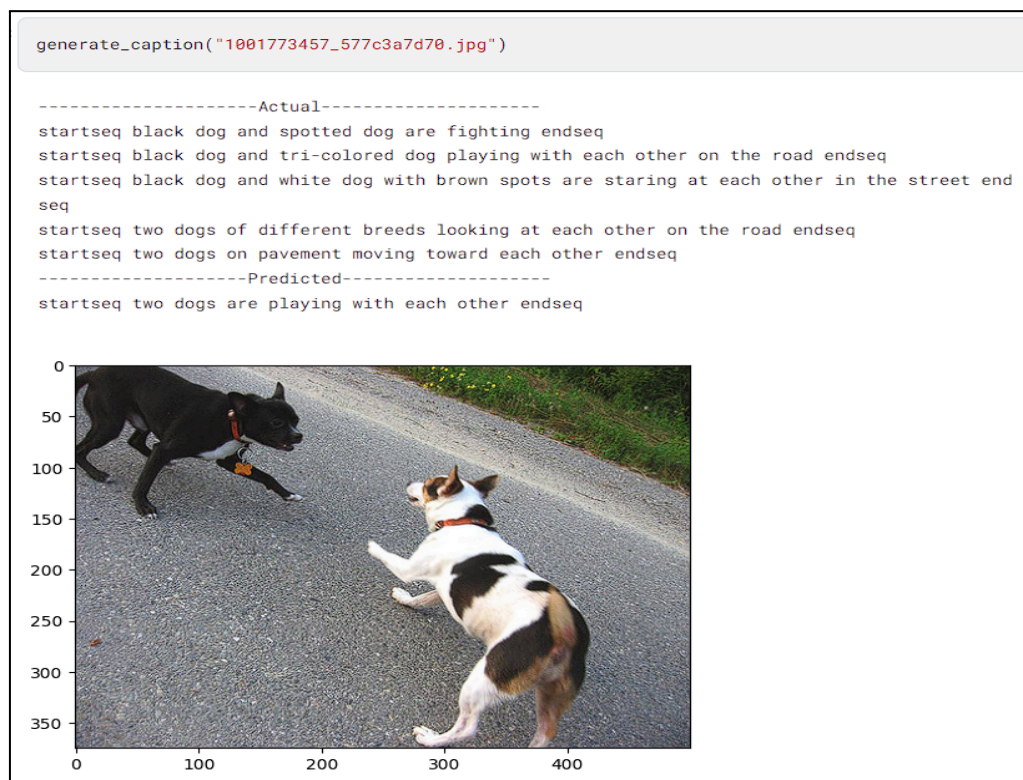 generate_caption("1001773457_577c3a7d70.jpg")
---------------------Actual---------------------
startseq black dog and spotted dog are fighting endseq
startseq black dog and tri-colored dog playing with each other on the road endseq
startseq black dog and white dog with brown spots are staring at each other in the street end
seq
startseq two dogs of different breeds looking at each other on the road endseq
startseq two dogs on pavement moving toward each other endseq
--------------------Predicted--------------------
startseq two dogs are playing with each other endseq
0
50
100
150
200
250
300
350
0 100 200 300 400